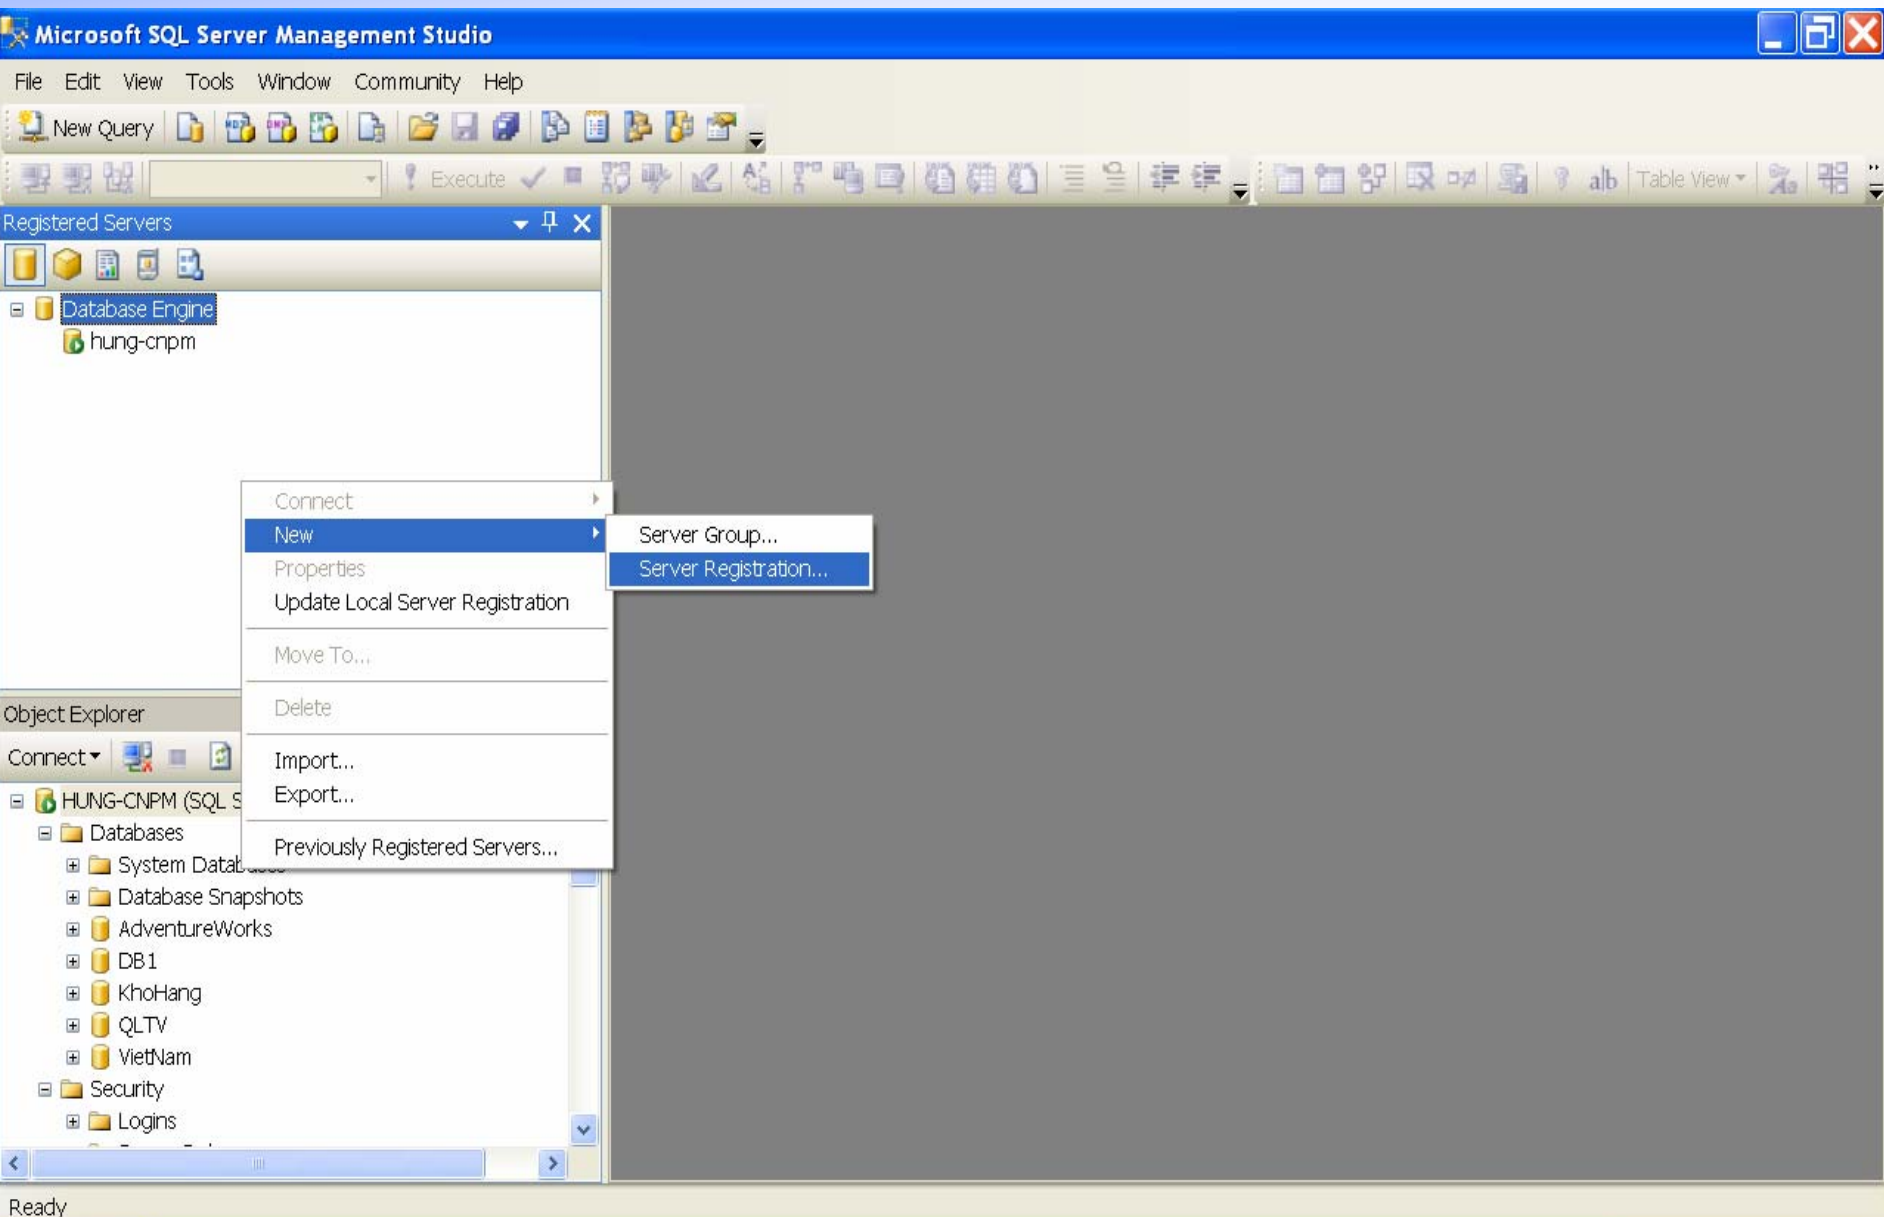 Microsoft SQL Server Management Studio
File Edit View Tools Window Community Help
New Query
Execute
Table View
Registered Servers
Database Engine
hung-cnpm
Connect
New
Server Group...
Properties
Server Registration...
Update Local Server Registration
Move To...
Delete
Import...
Export...
Previously Registered Servers...
Object Explorer
Connect
HUNG-CNPM (SQL S
Databases
System Databases
Database Snapshots
AdventureWorks
DB1
KhoHang
QLTV
VietNam
Security
Logins
Ready